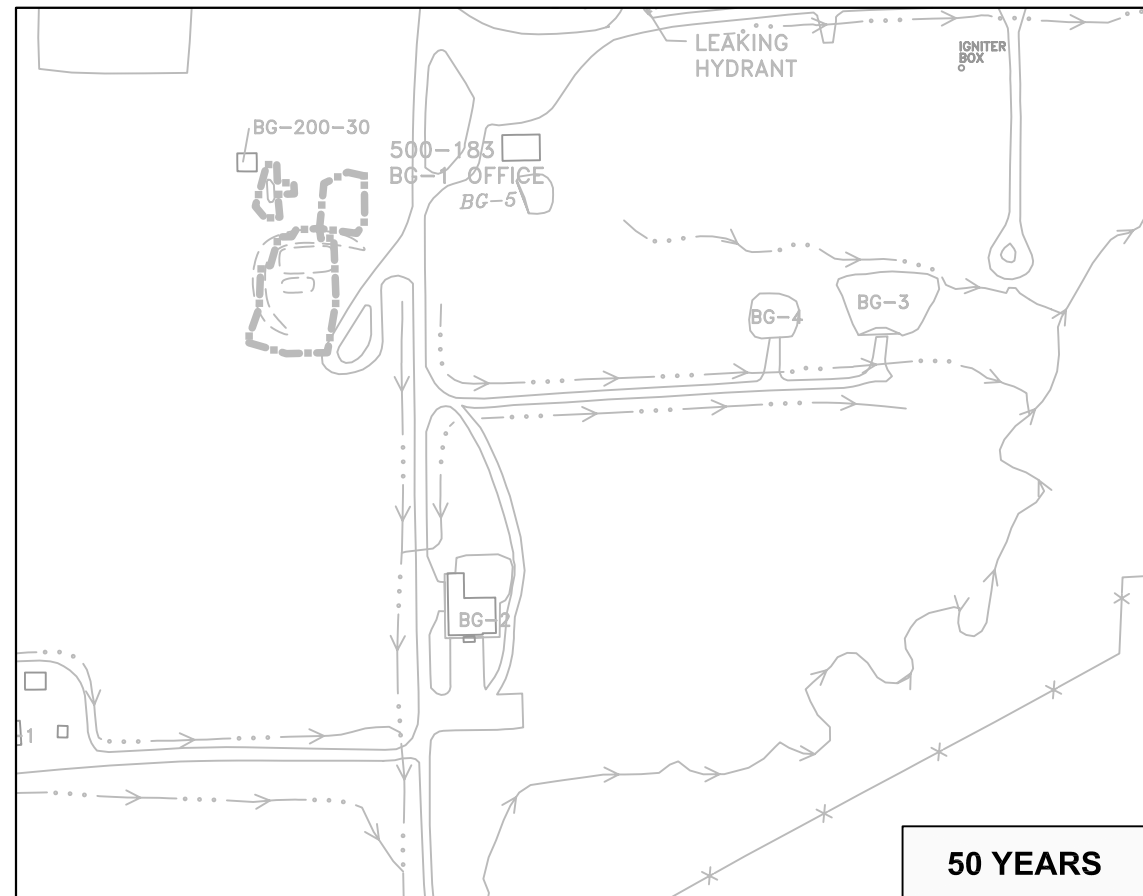 LEAKING
HYDRANT
IGNITER
BOX
BG-200-30
500-183
BG-1 OFFICE
BG-5
BG-4
BG-3
BG-2
1
50 YEARS